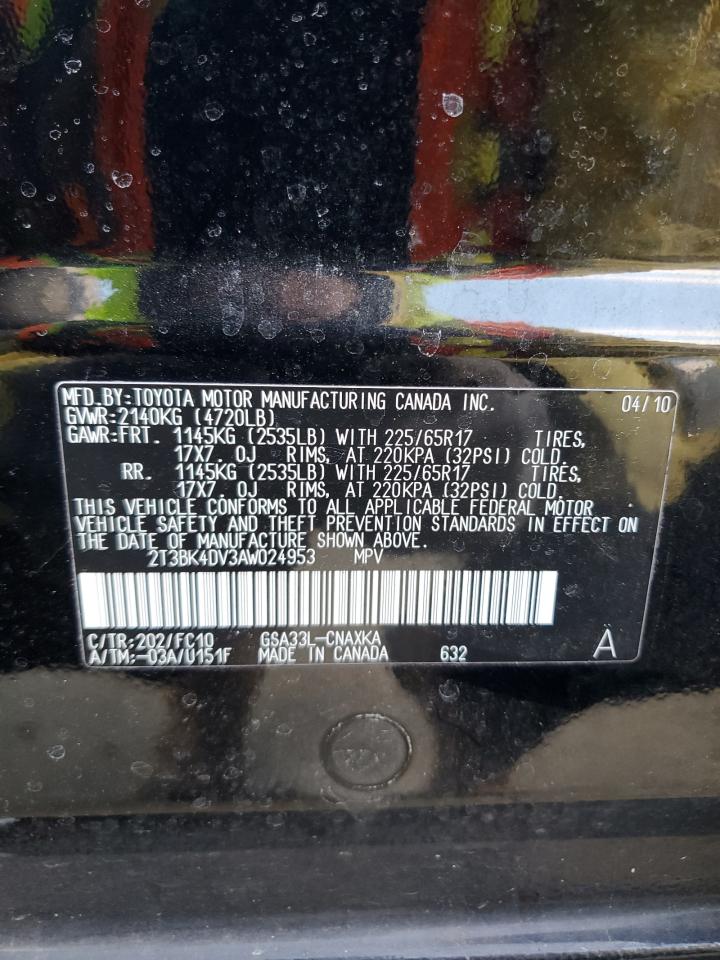 MFD.BY:TOYOTA MOTOR MANUFACTURING CANADA INC. 04/10
GVWR:2140KG (4720LB)
GAWR:FRT. 1145KG (2535LB) WITH 225/65R17 TIRES,
17X7. 0J RIMS, AT 220KPA (32PSI) COLD.
RR. 1145KG (2535LB) WITH 225/65R17 TIRES,
17X7. 0J RIMS, AT 220KPA (32PSI) COLD.
THIS VEHICLE CONFORMS TO ALL APPLICABLE FEDERAL MOTOR
VEHICLE SAFETY AND THEFT PREVENTION STANDARDS IN EFFECT ON
THE DATE OF MANUFACTURE SHOWN ABOVE.
2T3BK4DV3AW024953 MPV
C/TR:202/FC10 GSA33L-CNAXKA
A/TM:-03A/U151F MADE IN CANADA 632 A